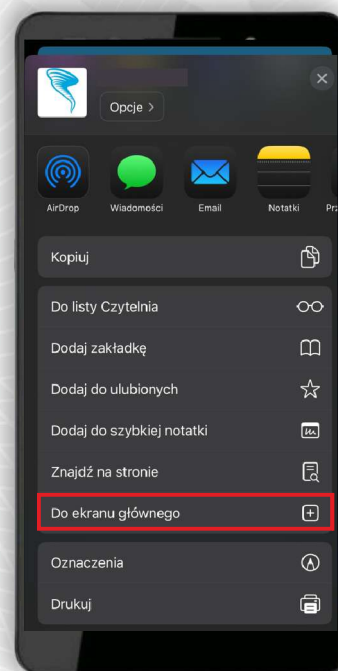 Opcje >
AirDrop Wiadomości Email Notatki
Kopiuj
Do listy Czytelnia
Dodaj zakładkę
Dodaj do ulubionych
Dodaj do szybkiej notatki
Znajdź na stronie
Do ekranu głównego
Oznaczenia
Drukuj